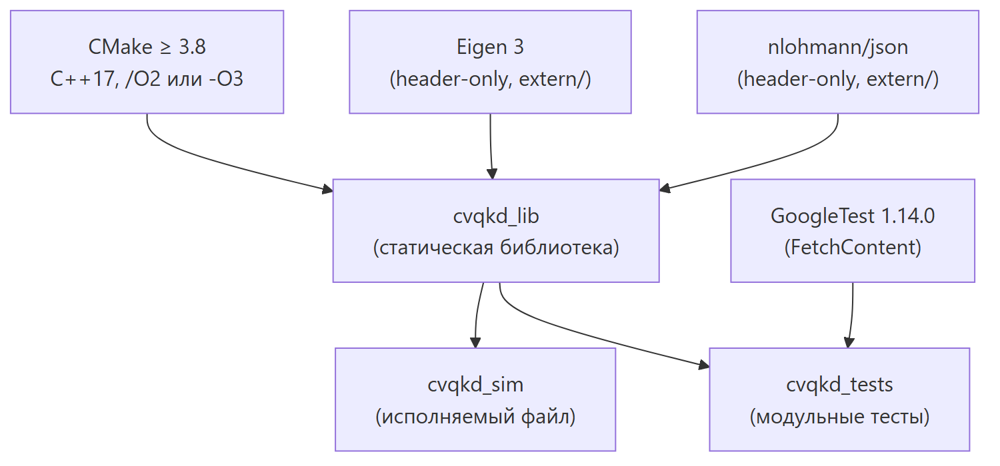 CMake ≥ 3.8
C++17, /O2 или -O3
Eigen 3
(header-only, extern/)
nlohmann/json
(header-only, extern/)
cvqkd_lib
(статическая библиотека)
GoogleTest 1.14.0
(FetchContent)
cvqkd_sim
(исполняемый файл)
cvqkd_tests
(модульные тесты)